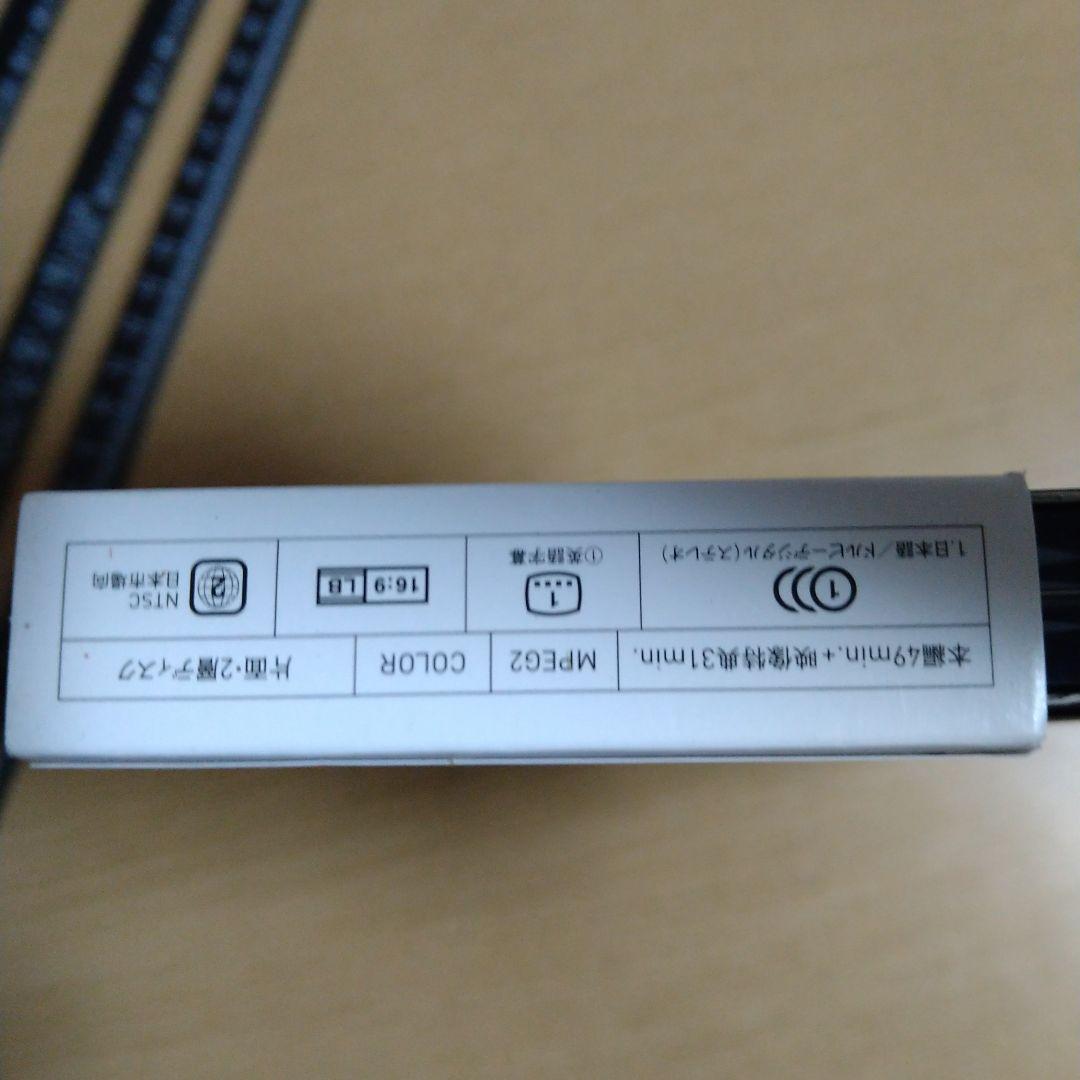 本編49min.+映像特典31min.
MPEG2
COLOR
片面・2層ディスク
1
1.日本語/ドルビーデジタル(ステレオ)
1
①英語字幕
16:9 LB
2
NTSC
日本市場向